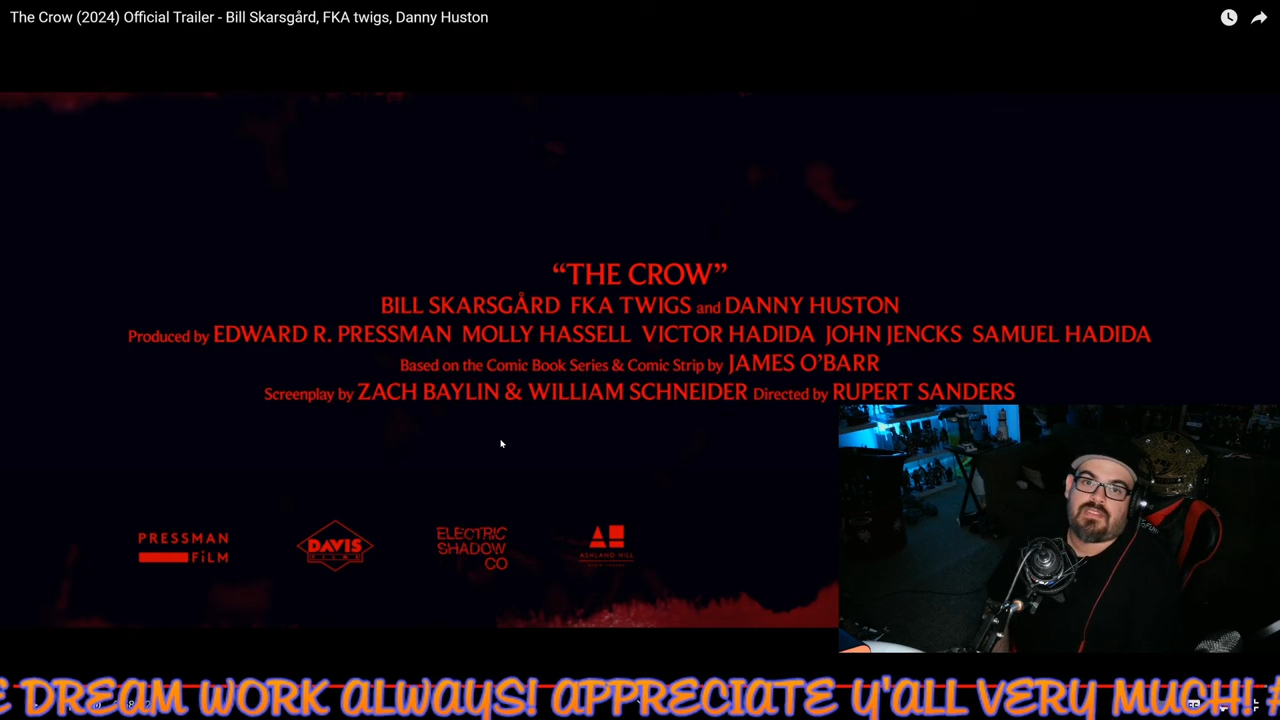 The Crow (2024) Official Trailer - Bill Skarsgård, FKA twigs, Danny Huston
“THE CROW”
BILL SKARSGÅRD FKA TWIGS and DANNY HUSTON
Produced by EDWARD R. PRESSMAN MOLLY HASSELL VICTOR HADIDA JOHN JENCKS SAMUEL HADIDA
Based on the Comic Book Series & Comic Strip by JAMES O’BARR
Screenplay by ZACH BAYLIN & WILLIAM SCHNEIDER Directed by RUPERT SANDERS
PRESSMAN
FiLM
DAVIS
FILMS
ELECTRIC
SHADOW
CO
ASHLAND HILL
E DREAM WORK ALWAYS! APPRECIATE Y'ALL VERY MUCH! #